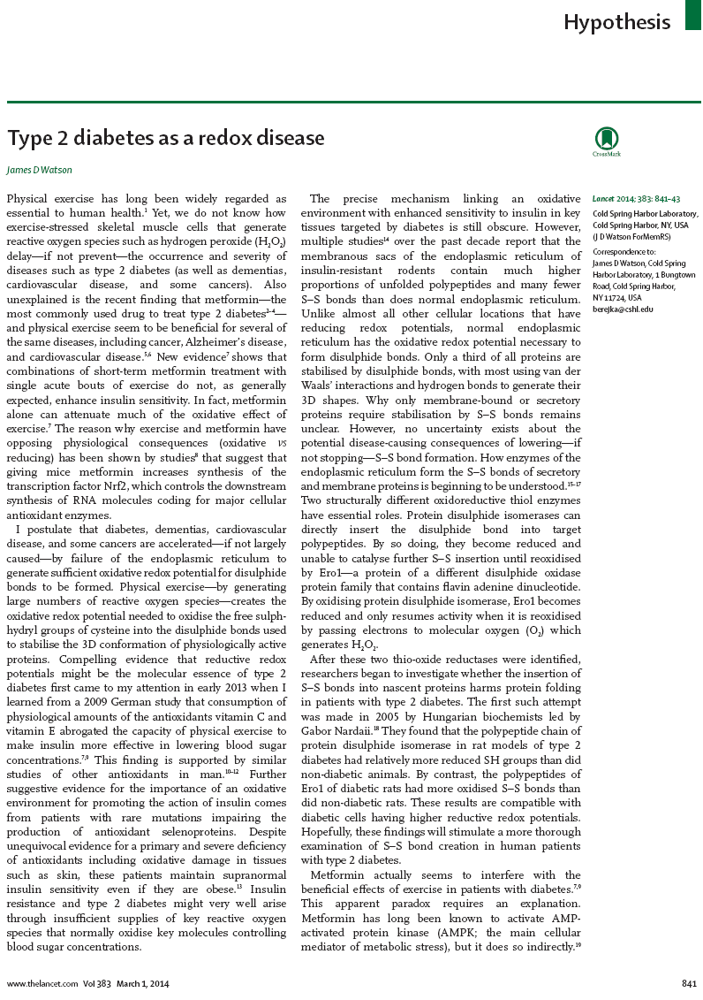 Hypothesis
Type 2 diabetes as a redox disease
James D Watson
Physical exercise has long been widely regarded as
essential to human health.¹ Yet, we do not know how
exercise-stressed skeletal muscle cells that generate
reactive oxygen species such as hydrogen peroxide (H₂O₂)
delay—if not prevent—the occurrence and severity of
diseases such as type 2 diabetes (as well as dementias,
cardiovascular disease, and some cancers). Also
unexplained is the recent finding that metformin—the
most commonly used drug to treat type 2 diabetes²⁻⁴—
and physical exercise seem to be beneficial for several of
the same diseases, including cancer, Alzheimer's disease,
and cardiovascular disease.⁵,⁶ New evidence⁷ shows that
combinations of short-term metformin treatment with
single acute bouts of exercise do not, as generally
expected, enhance insulin sensitivity. In fact, metformin
alone can attenuate much of the oxidative effect of
exercise.⁷ The reason why exercise and metformin have
opposing physiological consequences (oxidative vs
reducing) has been shown by studies⁸ that suggest that
giving mice metformin increases synthesis of the
transcription factor Nrf2, which controls the downstream
synthesis of RNA molecules coding for major cellular
antioxidant enzymes.
I postulate that diabetes, dementias, cardiovascular
disease, and some cancers are accelerated—if not largely
caused—by failure of the endoplasmic reticulum to
generate sufficient oxidative redox potential for disulphide
bonds to be formed. Physical exercise—by generating
large numbers of reactive oxygen species—creates the
oxidative redox potential needed to oxidise the free sulph-
hydryl groups of cysteine into the disulphide bonds used
to stabilise the 3D conformation of physiologically active
proteins. Compelling evidence that reductive redox
potentials might be the molecular essence of type 2
diabetes first came to my attention in early 2013 when I
learned from a 2009 German study that consumption of
physiological amounts of the antioxidants vitamin C and
vitamin E abrogated the capacity of physical exercise to
make insulin more effective in lowering blood sugar
concentrations.⁷,⁹ This finding is supported by similar
studies of other antioxidants in man.¹⁰⁻¹² Further
suggestive evidence for the importance of an oxidative
environment for promoting the action of insulin comes
from patients with rare mutations impairing the
production of antioxidant selenoproteins. Despite
unequivocal evidence for a primary and severe deficiency
of antioxidants including oxidative damage in tissues
such as skin, these patients maintain supranormal
insulin sensitivity even if they are obese.¹³ Insulin
resistance and type 2 diabetes might very well arise
through insufficient supplies of key reactive oxygen
species that normally oxidise key molecules controlling
blood sugar concentrations.
The precise mechanism linking an oxidative
environment with enhanced sensitivity to insulin in key
tissues targeted by diabetes is still obscure. However,
multiple studies¹⁴ over the past decade report that the
membranous sacs of the endoplasmic reticulum of
insulin-resistant rodents contain much higher
proportions of unfolded polypeptides and many fewer
S–S bonds than does normal endoplasmic reticulum.
Unlike almost all other cellular locations that have
reducing redox potentials, normal endoplasmic
reticulum has the oxidative redox potential necessary to
form disulphide bonds. Only a third of all proteins are
stabilised by disulphide bonds, with most using van der
Waals' interactions and hydrogen bonds to generate their
3D shapes. Why only membrane-bound or secretory
proteins require stabilisation by S–S bonds remains
unclear. However, no uncertainty exists about the
potential disease-causing consequences of lowering—if
not stopping—S–S bond formation. How enzymes of the
endoplasmic reticulum form the S–S bonds of secretory
and membrane proteins is beginning to be understood.¹⁵⁻¹⁷
Two structurally different oxidoreductive thiol enzymes
have essential roles. Protein disulphide isomerases can
directly insert the disulphide bond into target
polypeptides. By so doing, they become reduced and
unable to catalyse further S–S insertion until reoxidised
by Ero1—a protein of a different disulphide oxidase
protein family that contains flavin adenine dinucleotide.
By oxidising protein disulphide isomerase, Ero1 becomes
reduced and only resumes activity when it is reoxidised
by passing electrons to molecular oxygen (O₂) which
generates H₂O₂.
After these two thio-oxide reductases were identified,
researchers began to investigate whether the insertion of
S–S bonds into nascent proteins harms protein folding
in patients with type 2 diabetes. The first such attempt
was made in 2005 by Hungarian biochemists led by
Gabor Nardaii.¹⁸ They found that the polypeptide chain of
protein disulphide isomerase in rat models of type 2
diabetes had relatively more reduced SH groups than did
non-diabetic animals. By contrast, the polypeptides of
Ero1 of diabetic rats had more oxidised S–S bonds than
did non-diabetic rats. These results are compatible with
diabetic cells having higher reductive redox potentials.
Hopefully, these findings will stimulate a more thorough
examination of S–S bond creation in human patients
with type 2 diabetes.
Metformin actually seems to interfere with the
beneficial effects of exercise in patients with diabetes.⁷,⁹
This apparent paradox requires an explanation.
Metformin has long been known to activate AMP-
activated protein kinase (AMPK; the main cellular
mediator of metabolic stress), but it does so indirectly.¹⁹
CrossMark
Lancet 2014; 383: 841–43
Cold Spring Harbor Laboratory,
Cold Spring Harbor, NY, USA
(J D Watson ForMemRS)
Correspondence to:
James D Watson, Cold Spring
Harbor Laboratory, 1 Bungtown
Road, Cold Spring Harbor,
NY 11724, USA
berejka@cshl.edu
www.thelancet.com Vol 383 March 1, 2014
841